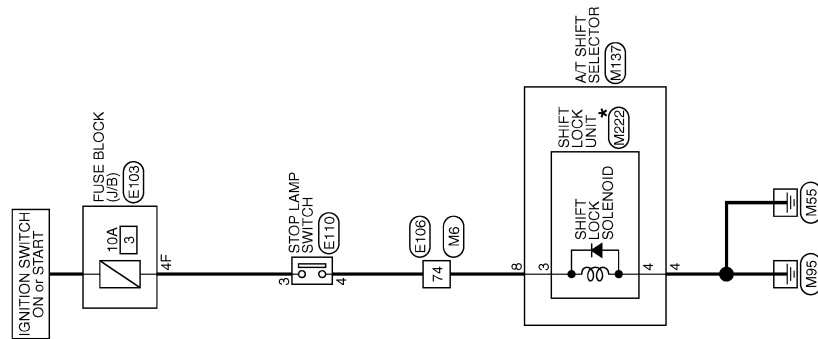 IGNITION SWITCH
ON or START
FUSE BLOCK
(J/B)
E103
10A
3
4F
STOP LAMP
SWITCH
E110
3
4
E106
M6
74
A/T SHIFT
SELECTOR
M137
SHIFT
LOCK
UNIT *
M222
SHIFT
LOCK
SOLENOID
8
3
4
4
M95
M55